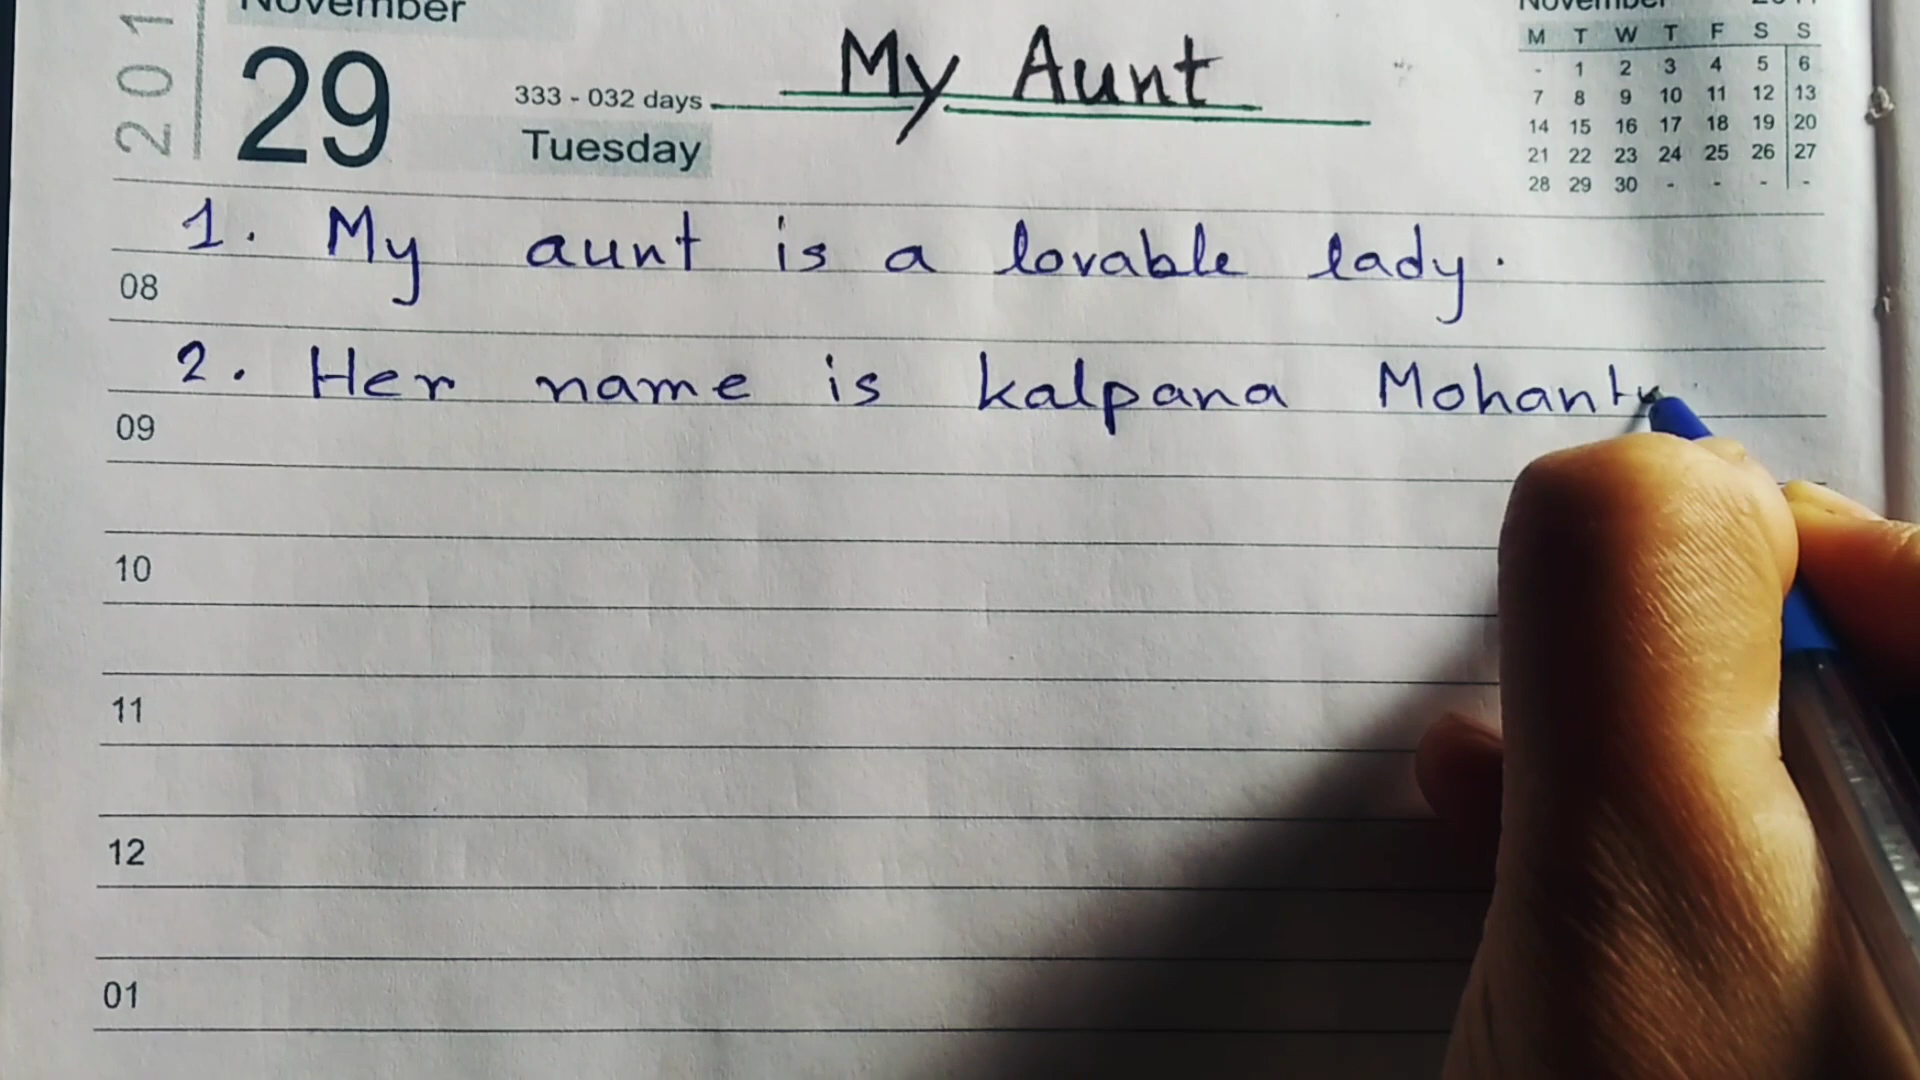 November
201
29
333 - 032 days
Tuesday
My Aunt
November
M T W T F S S
- 1 2 3 4 5 6
7 8 9 10 11 12 13
14 15 16 17 18 19 20
21 22 23 24 25 26 27
28 29 30 - - - -
1. My aunt is a lovable lady.
08
2. Her name is kalpana Mohanty
09
10
11
12
01